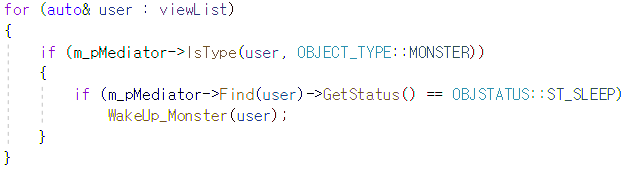 for (auto& user : viewList)
{
if (m_pMediator->IsType(user, OBJECT_TYPE::MONSTER))
{
if (m_pMediator->Find(user)->GetStatus() == OBJSTATUS::ST_SLEEP)
WakeUp_Monster(user);
}
}